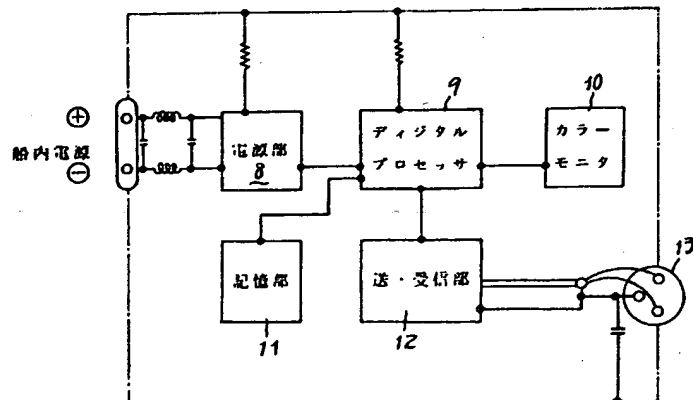 9
10
⊕
船内電源
⊖
電源部
8
ディジタル
プロセッサ
カラー
モニタ
記憶部
11
送・受信部
12
13